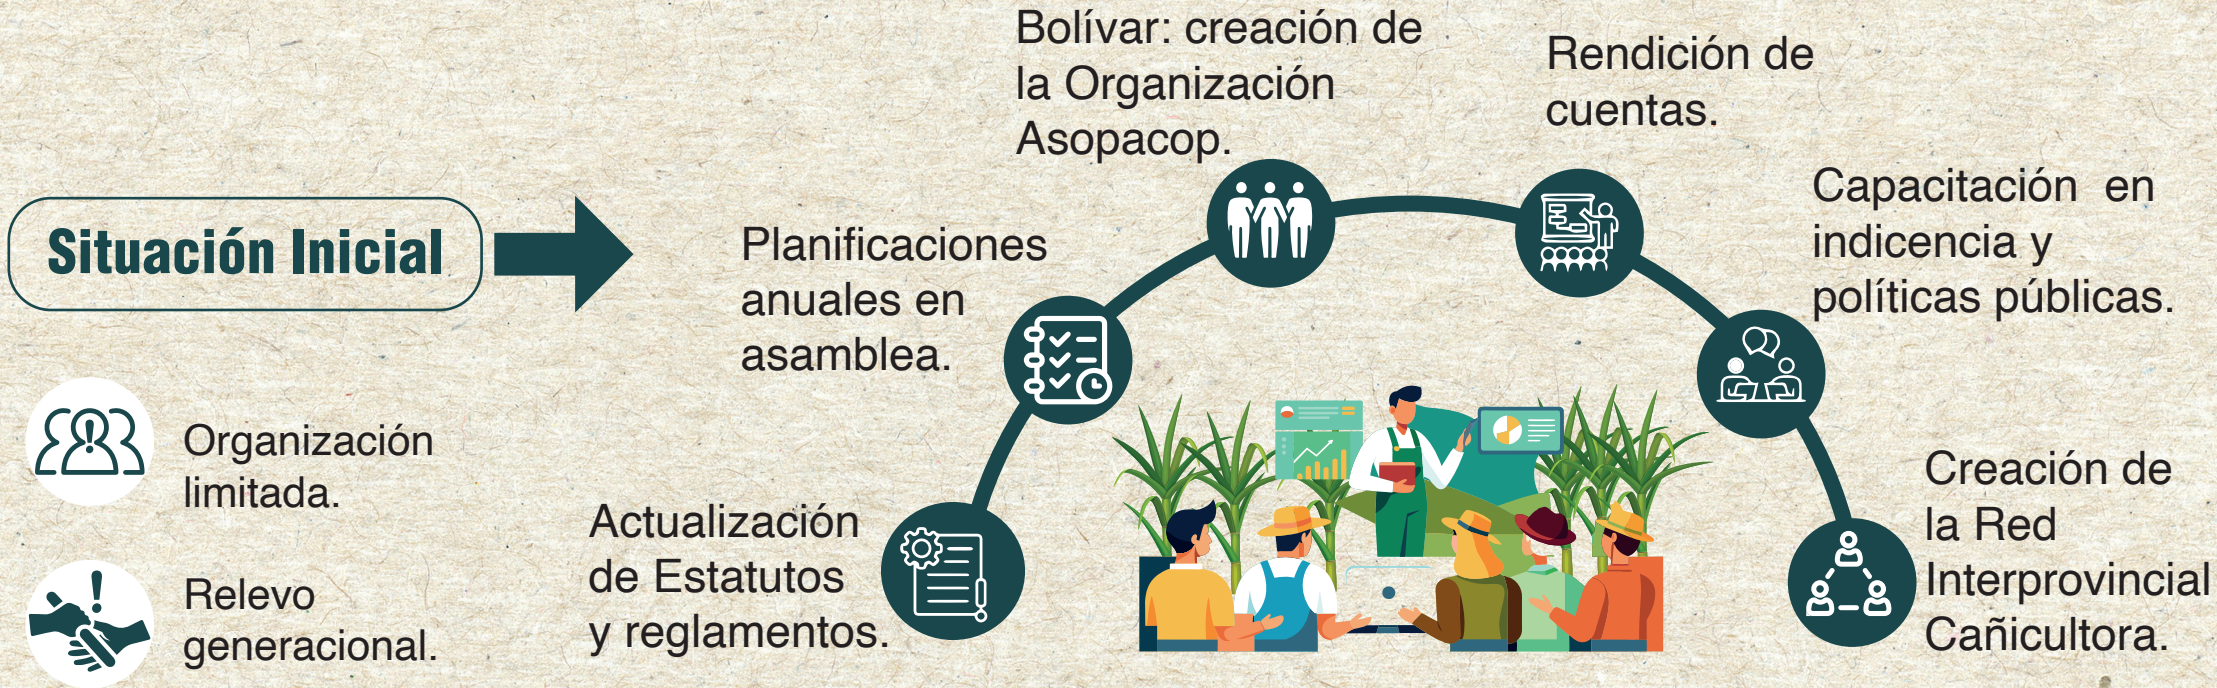 Situación Inicial
Organización
limitada.
Relevo
generacional.
Actualización
de Estatutos
y reglamentos.
Planificaciones
anuales en
asamblea.
Bolívar: creación de
la Organización
Asopacop.
Rendición de
cuentas.
Capacitación en
indicencia y
políticas públicas.
Creación de
la Red
Interprovincial
Cañicultora.